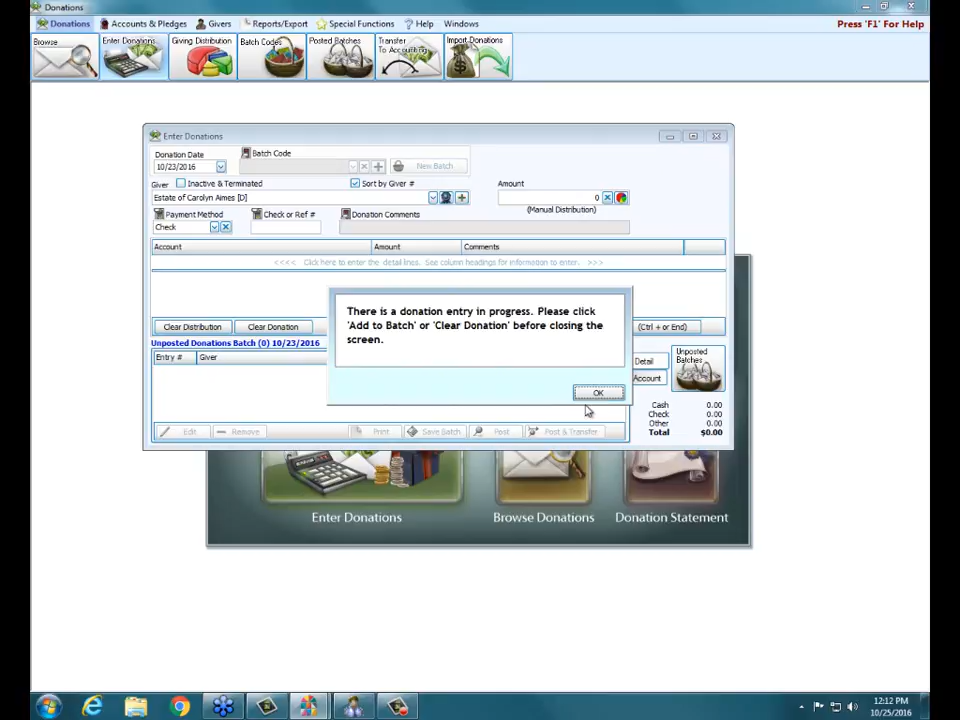 Donations
Donations Accounts & Pledges Givers Reports/Export Special Functions Help Windows Press 'F1' For Help
Browse Enter Donations Giving Distribution Batch Codes Posted Batches Transfer To Accounting Import Donations
Enter Donations
Donation Date Batch Code
10/23/2016 New Batch
Giver Inactive & Terminated Sort by Giver # Amount
Estate of Carolyn Aimes [D] 0
(Manual Distribution)
Payment Method Check or Ref # Donation Comments
Check
Account Amount Comments
<<<< Click here to enter the detail lines. See column headings for information to enter. >>>
There is a donation entry in progress. Please click
'Add to Batch' or 'Clear Donation' before closing the
screen.
OK
Clear Distribution Clear Donation (Ctrl + or End)
Unposted Donations Batch (0) 10/23/2016
Entry # Giver
Detail
Account
Unposted Batches
Cash 0.00
Check 0.00
Other 0.00
Total $0.00
Edit Remove Print Save Batch Post Post & Transfer
Enter Donations Browse Donations Donation Statement
12:12 PM
10/25/2016